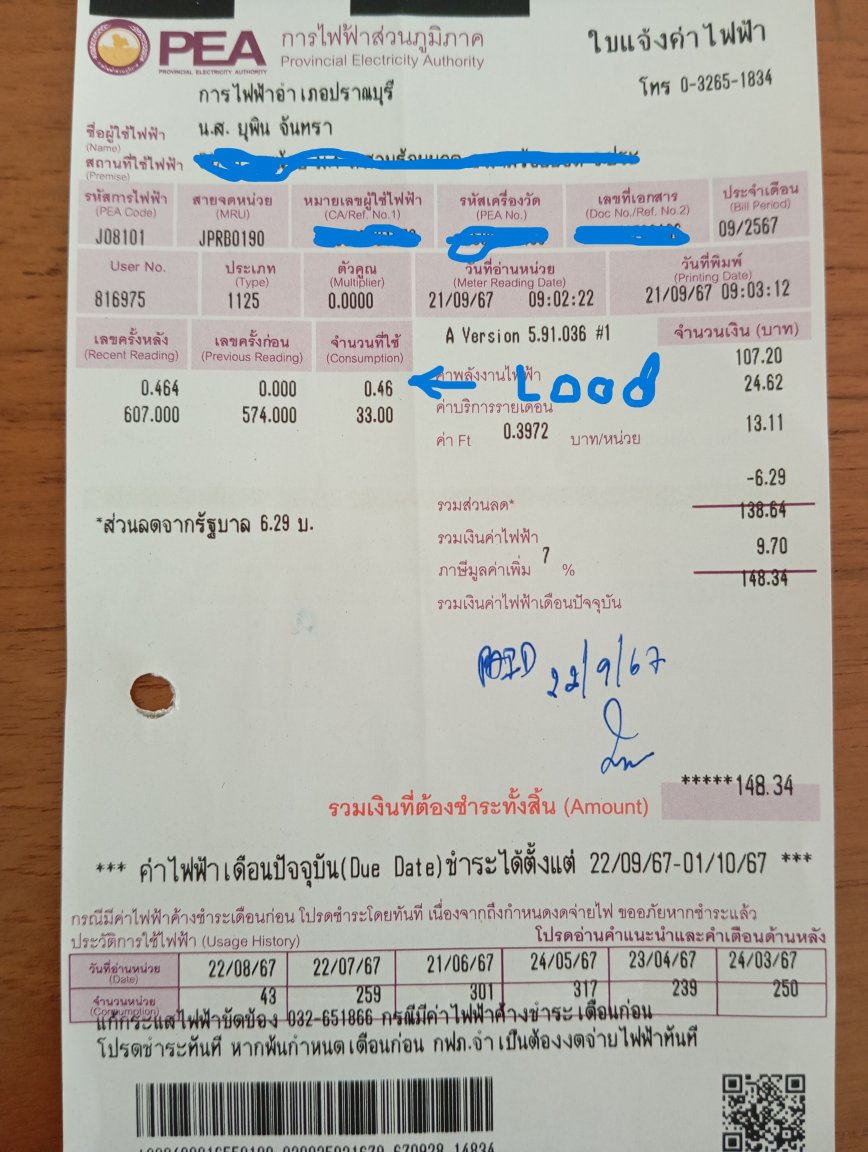 PEA การไฟฟ้าส่วนภูมิภาค ใบแจ้งค่าไฟฟ้า
PROVINCIAL ELECTRICITY AUTHORITY Provincial Electricity Authority
โทร 0-3265-1834
การไฟฟ้าอำเภอปราณบุรี
ชื่อผู้ใช้ไฟฟ้า น.ส. ยุพิน จันทรา
(Name)
สถานที่ใช้ไฟฟ้า
(Premise)
รหัสการไฟฟ้า สายจดหน่วย หมายเลขผู้ใช้ไฟฟ้า รหัสเครื่องวัด เลขที่เอกสาร ประจำเดือน
(PEA Code) (MRU) (CA/Ref. No.1) (PEA No.) (Doc No./Ref. No.2) (Bill Period)
J08101 JPRB0190 09/2567
User No. ประเภท ตัวคูณ วันที่อ่านหน่วย วันที่พิมพ์
(Type) (Multiplier) (Meter Reading Date) (Printing Date)
816975 1125 0.0000 21/09/67 09:02:22 21/09/67 09:03:12
เลขครั้งหลัง เลขครั้งก่อน จำนวนที่ใช้ A Version 5.91.036 #1 จำนวนเงิน (บาท)
(Recent Reading) (Previous Reading) (Consumption)
107.20
0.464 0.000 0.46 ค่าพลังงานไฟฟ้า 24.62
607.000 574.000 33.00 ค่าบริการรายเดือน
ค่า Ft 0.3972 บาท/หน่วย 13.11
-6.29
รวมส่วนลด* 138.64
*ส่วนลดจากรัฐบาล 6.29 บ.
รวมเงินค่าไฟฟ้า 9.70
ภาษีมูลค่าเพิ่ม 7 % 148.34
รวมเงินค่าไฟฟ้าเดือนปัจจุบัน
22/9/67
*****148.34
รวมเงินที่ต้องชำระทั้งสิ้น (Amount)
*** ค่าไฟฟ้าเดือนปัจจุบัน(Due Date)ชำระได้ตั้งแต่ 22/09/67-01/10/67 ***
กรณีมีค่าไฟฟ้าค้างชำระเดือนก่อน โปรดชำระโดยทันที เนื่องจากถึงกำหนดงดจ่ายไฟ ขออภัยหากชำระแล้ว
ประวัติการใช้ไฟฟ้า (Usage History) โปรดอ่านคำแนะนำและคำเตือนด้านหลัง
วันที่อ่านหน่วย 22/08/67 22/07/67 21/06/67 24/05/67 23/04/67 24/03/67
(Date)
จำนวนหน่วย 43 259 301 317 239 250
(Consumption)
แก้กระแสไฟฟ้าขัดข้อง 032-651866 กรณีมีค่าไฟฟ้าค้างชำระเดือนก่อน
โปรดชำระทันที หากพ้นกำหนดเดือนก่อน กฟภ.จำเป็นต้องงดจ่ายไฟฟ้าทันที